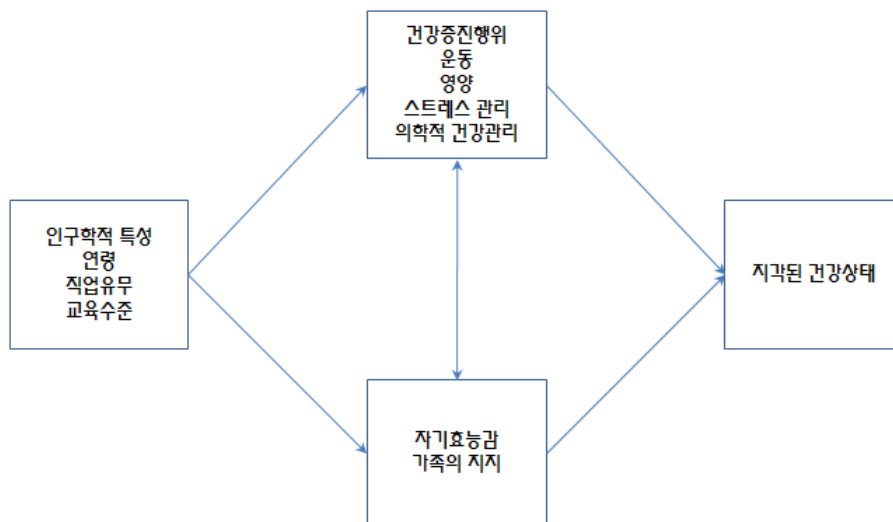 건강증진행위
운동
영양
스트레스 관리
의학적 건강관리
인구학적 특성
연령
직업유무
교육수준
지각된 건강상태
자기효능감
가족의 지지